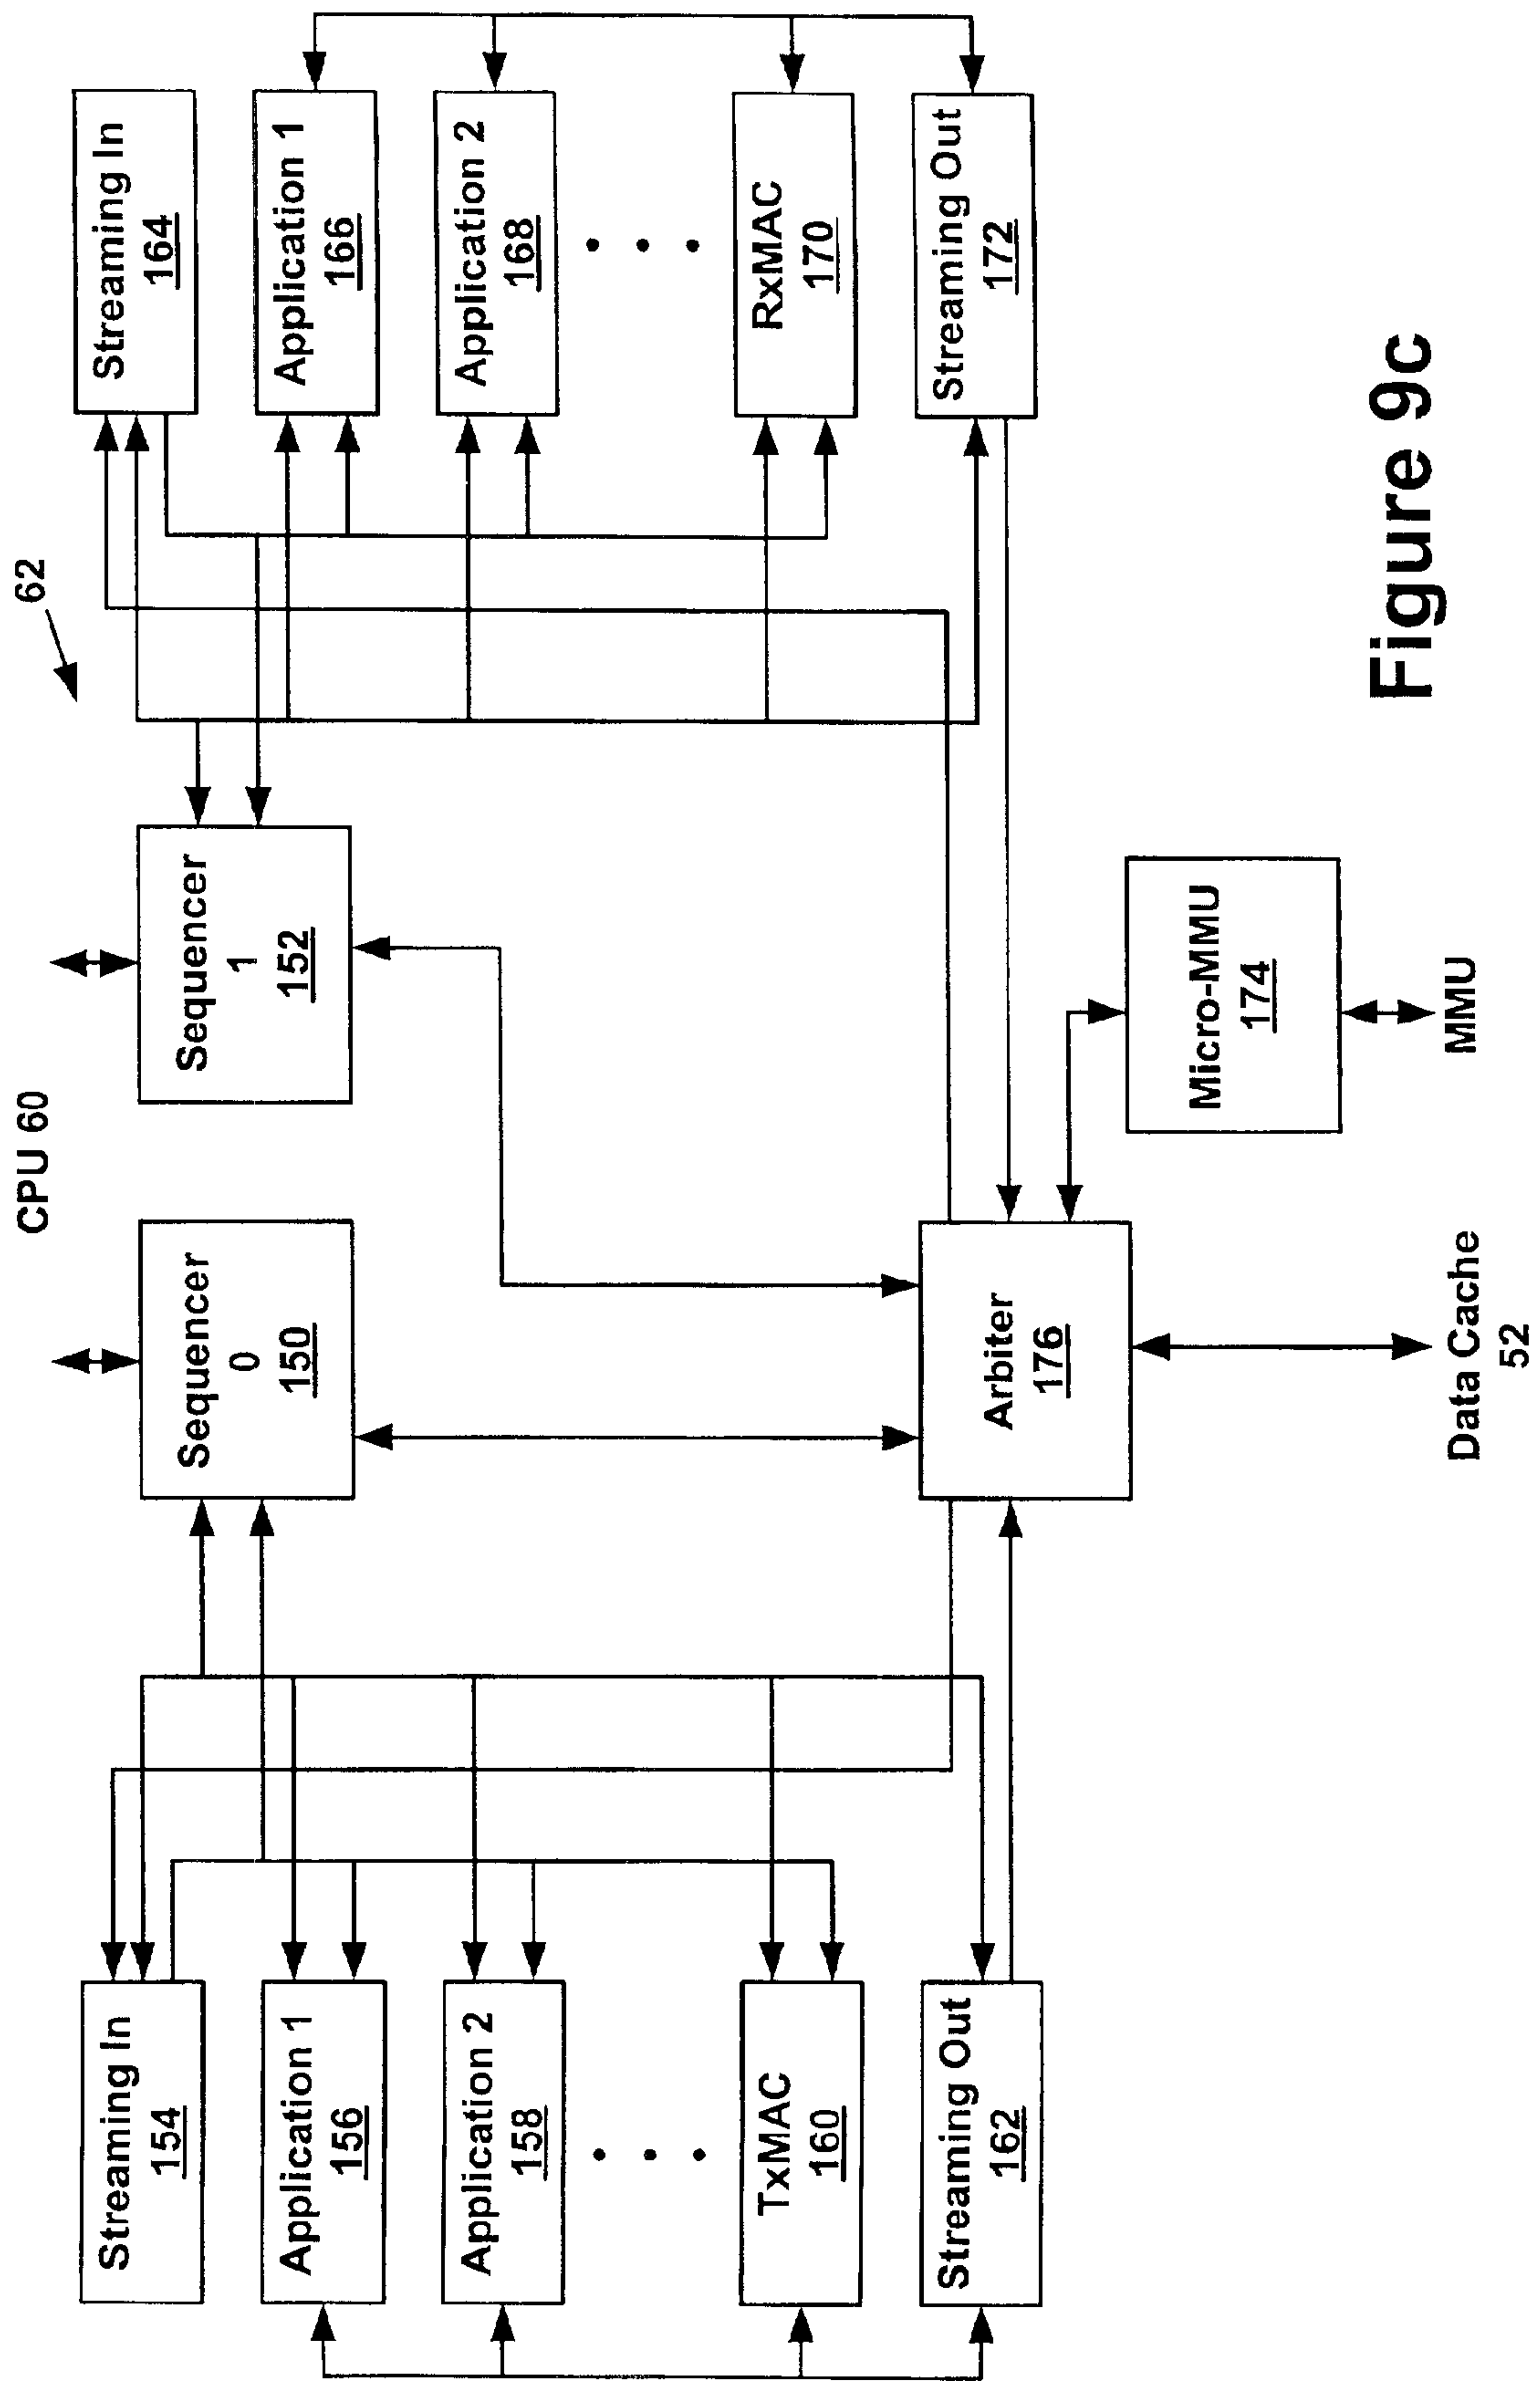 CPU 60
62
Streaming In
154
Application 1
156
Application 2
158
TxMAC
160
Streaming Out
162
Sequencer
0
150
Sequencer
1
152
Streaming In
164
Application 1
166
Application 2
168
RxMAC
170
Streaming Out
172
Arbiter
176
Micro-MMU
174
Data Cache
52
MMU
Figure 9c